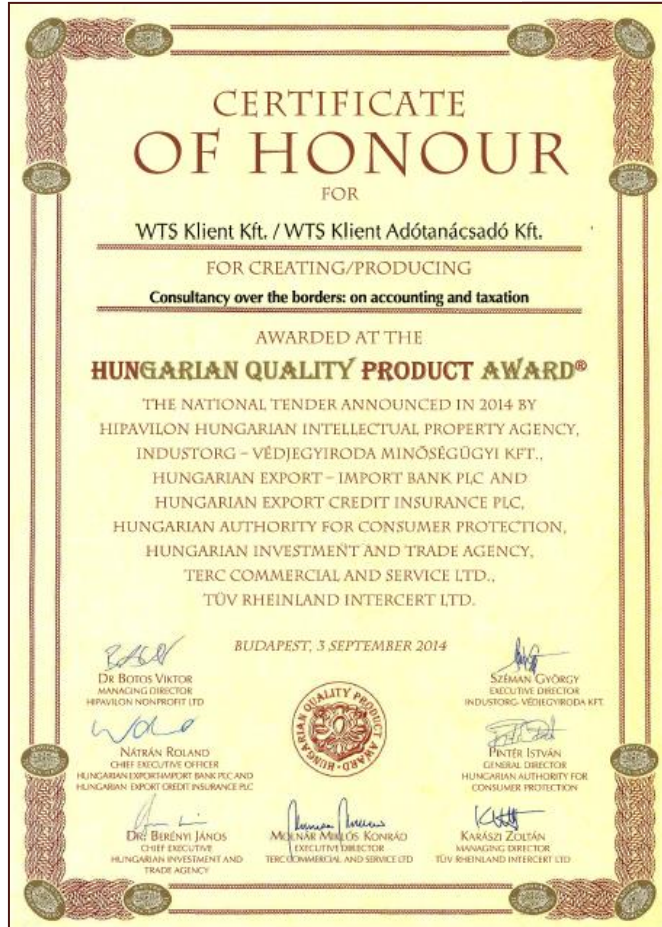 CERTIFICATE
OF HONOUR
FOR
WTS Klient Kft. / WTS Klient Adótanácsadó Kft.
FOR CREATING/PRODUCING
Consultancy over the borders: on accounting and taxation
AWARDED AT THE
HUNGARIAN QUALITY PRODUCT AWARD®
THE NATIONAL TENDER ANNOUNCED IN 2014 BY
HIPAVILON HUNGARIAN INTELLECTUAL PROPERTY AGENCY,
INDUSTORG – VÉDJEGYIRODA MINŐSÉGÜGYI KFT.,
HUNGARIAN EXPORT – IMPORT BANK PLC AND
HUNGARIAN EXPORT CREDIT INSURANCE PLC,
HUNGARIAN AUTHORITY FOR CONSUMER PROTECTION,
HUNGARIAN INVESTMENT AND TRADE AGENCY,
TERC COMMERCIAL AND SERVICE LTD.,
TÜV RHEINLAND INTERCERT LTD.
BUDAPEST, 3 SEPTEMBER 2014
DR BOTOS VIKTOR
MANAGING DIRECTOR
HIPAVILON NONPROFIT LTD
SZÉMAN GYÖRGY
EXECUTIVE DIRECTOR
INDUSTORG-VÉDJEGYIRODA KFT.
HUNGARIAN QUALITY PRODUCT AWARD
NÁTRÁN ROLAND
CHIEF EXECUTIVE OFFICER
HUNGARIAN EXPORT-IMPORT BANK PLC AND
HUNGARIAN EXPORT CREDIT INSURANCE PLC
PINTÉR ISTVÁN
GENERAL DIRECTOR
HUNGARIAN AUTHORITY FOR
CONSUMER PROTECTION
DR. BERÉNYI JÁNOS
CHIEF EXECUTIVE
HUNGARIAN INVESTMENT AND
TRADE AGENCY
MOLNÁR MIKLÓS KONRÁD
EXECUTIVE DIRECTOR
TERC COMMERCIAL AND SERVICE LTD
KARÁSZI ZOLTÁN
MANAGING DIRECTOR
TÜV RHEINLAND INTERCERT LTD